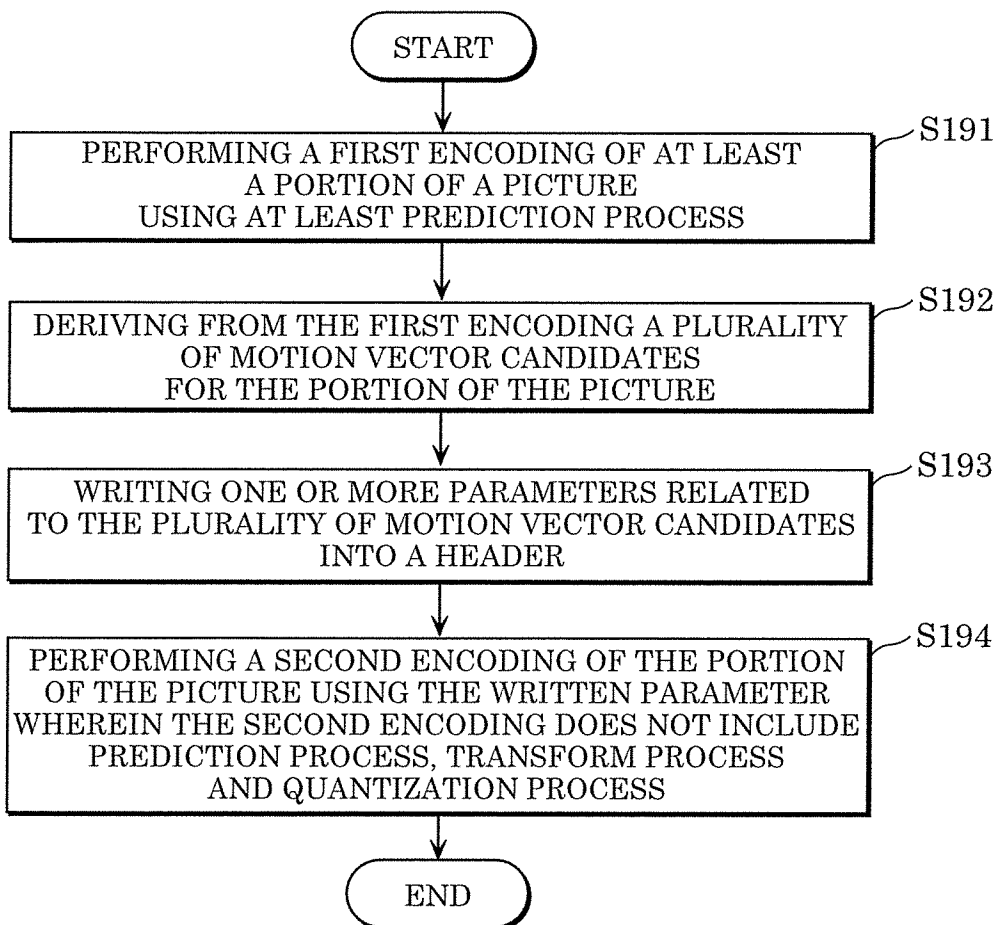 START
S191
PERFORMING A FIRST ENCODING OF AT LEAST
A PORTION OF A PICTURE
USING AT LEAST PREDICTION PROCESS
S192
DERIVING FROM THE FIRST ENCODING A PLURALITY
OF MOTION VECTOR CANDIDATES
FOR THE PORTION OF THE PICTURE
S193
WRITING ONE OR MORE PARAMETERS RELATED
TO THE PLURALITY OF MOTION VECTOR CANDIDATES
INTO A HEADER
S194
PERFORMING A SECOND ENCODING OF THE PORTION
OF THE PICTURE USING THE WRITTEN PARAMETER
WHEREIN THE SECOND ENCODING DOES NOT INCLUDE
PREDICTION PROCESS, TRANSFORM PROCESS
AND QUANTIZATION PROCESS
END